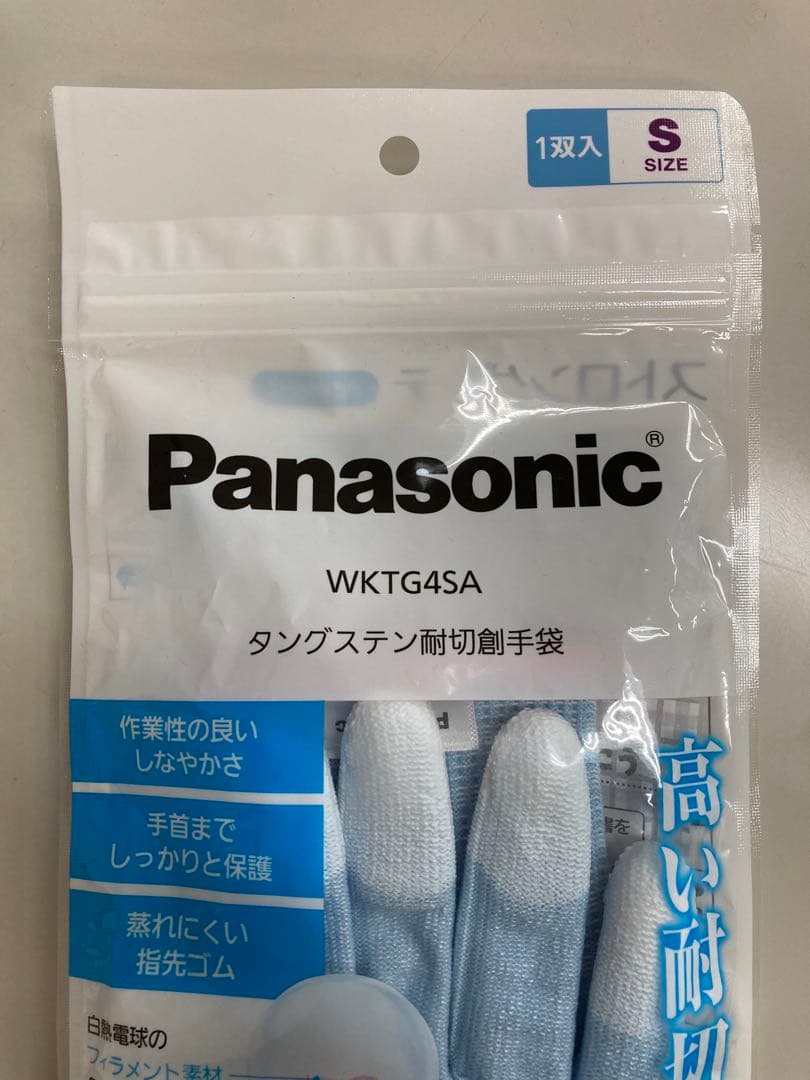 1双入
S
SIZE
Panasonic®
WKTG4SA
タングステン耐切創手袋
作業性の良い
しなやかさ
手首まで
しっかりと保護
蒸れにくい
指先ゴム
高い耐切
白熱電球の
フィラメント素材